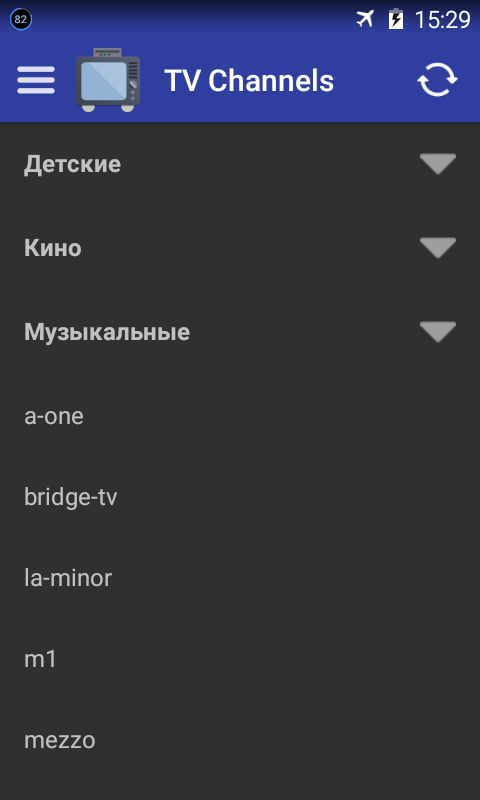 82
15:29
TV Channels
Детские
Кино
Музыкальные
a-one
bridge-tv
la-minor
m1
mezzo